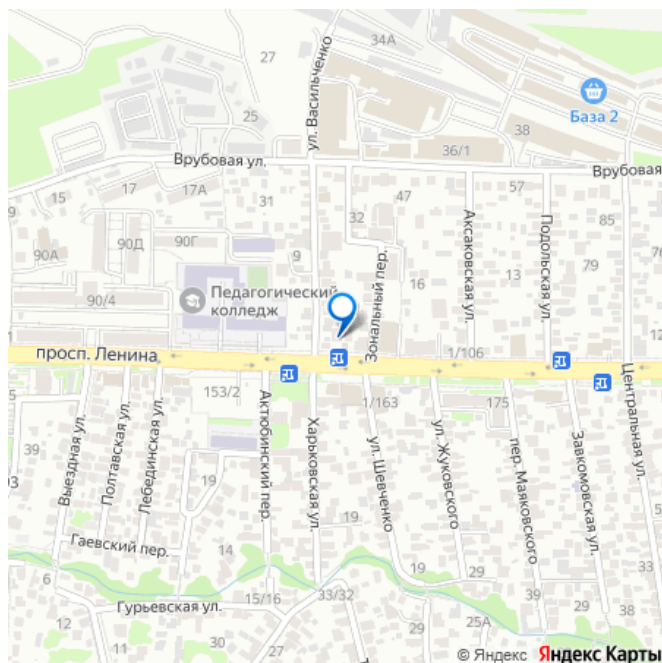 34А
27
ул. Васильченко
База 2
25
38
36/1
Врубовая ул.
Врубовая
15
17
17А
31
32
47
57
85
9
90Д
90Г
90А
9
Аксаковская ул.
Подольская ул.
79
16
13
90/4
Педагогический
колледж
Зональный пер.
просп. Ленина
1/106
Центральная ул.
153/2
1/163
175
39
03
Выездная ул.
Полтавская ул.
Лебединская ул.
Актюбинский пер.
Харьковская ул.
ул. Шевченко
ул. Жуковского
пер. Маяковского
Завкомовская ул.
19
19
Гаевский пер.
14
6
12
Гурьевская ул.
15/16
33/32
19
29
29
38
11
27
30
29
25А
29
© Яндекс Яндекс Карты